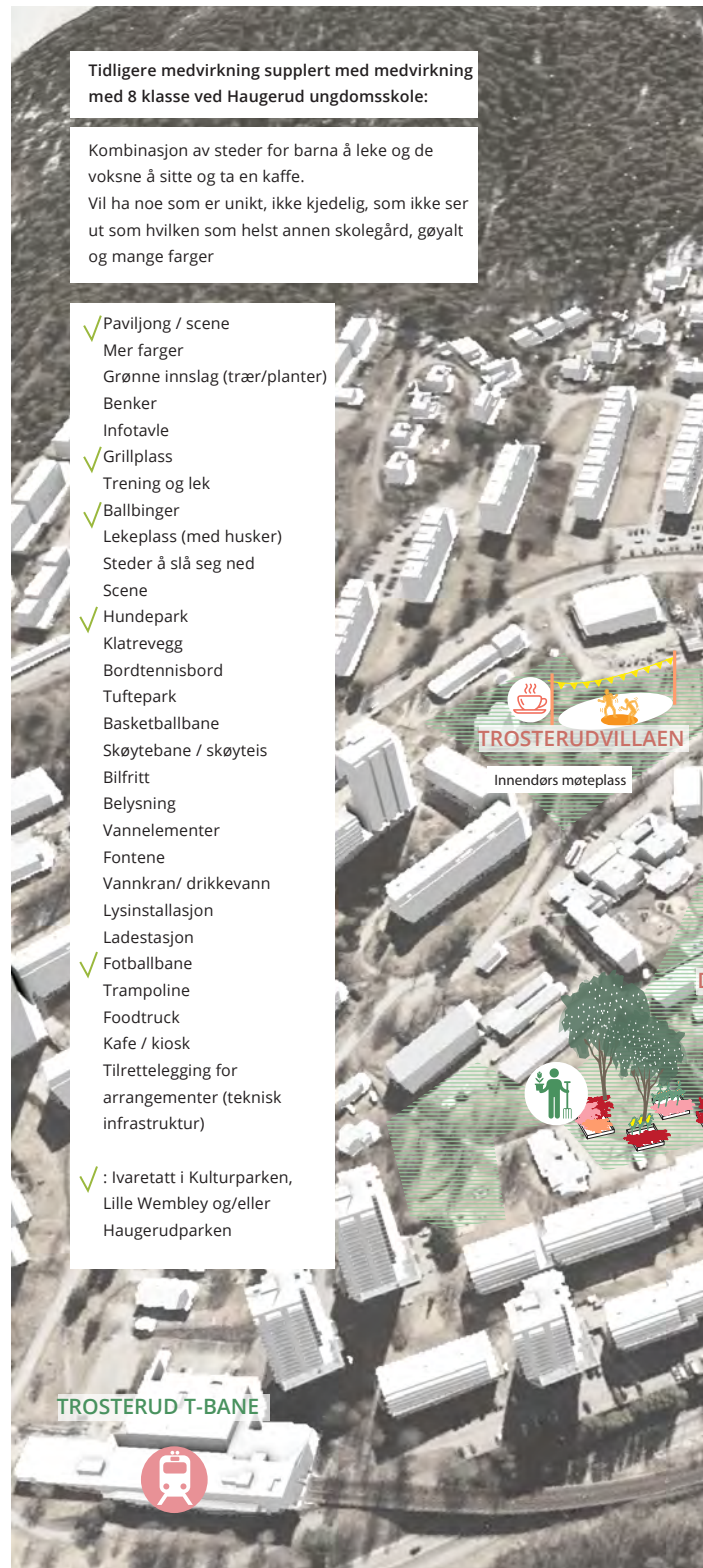 Tidligere medvirkning supplert med medvirkning
med 8 klasse ved Haugerud ungdomsskole:
Kombinasjon av steder for barna å leke og de
voksne å sitte og ta en kaffe.
Vil ha noe som er unikt, ikke kjedelig, som ikke ser
ut som hvilken som helst annen skolegård, gøyalt
og mange farger
√ Paviljong / scene
Mer farger
Grønne innslag (trær/planter)
Benker
Infotavle
√ Grillplass
Trening og lek
√ Ballbinger
Lekeplass (med husker)
Steder å slå seg ned
Scene
√ Hundepark
Klatrevegg
Bordtennisbord
Tuftepark
Basketballbane
Skøytebane / skøyteis
Bilfritt
Belysning
Vannelementer
Fontene
Vannkran/ drikkevann
Lysinstallasjon
Ladestasjon
√ Fotballbane
Trampoline
Foodtruck
Kafe / kiosk
Tilrettelegging for
arrangementer (teknisk
infrastruktur)
√ : Ivaretatt i Kulturparken,
Lille Wembley og/eller
Haugerudparken
TROSTERUDVILLAEN
Innendørs møteplass
TROSTERUD T-BANE